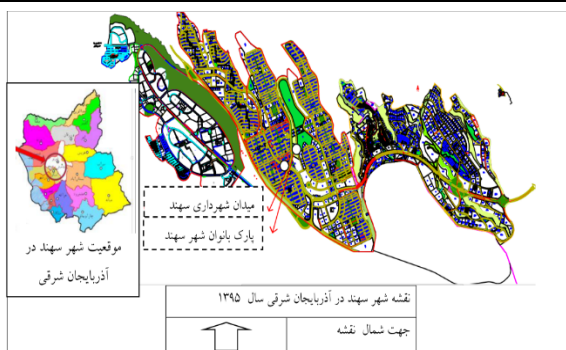 میدان شهرداری سهند
پارک بانوان شهر سهند
موقعیت شهر سهند در
آذربایجان شرقی
نقشه شهر سهند در آذربایجان شرقی سال ۱۳۹۵
جهت شمال نقشه